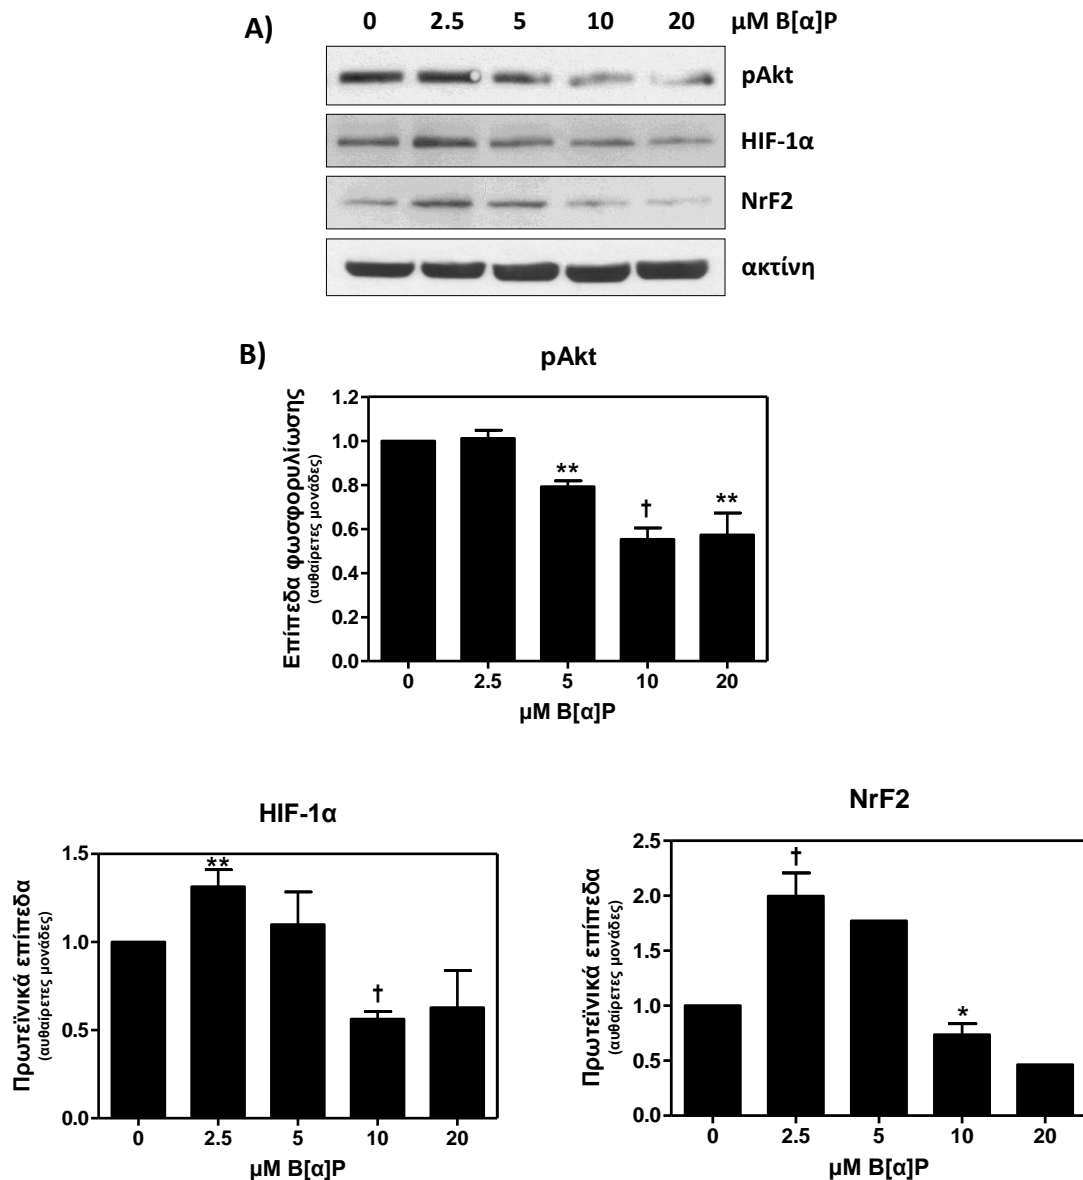 A) 0 2.5 5 10 20 μM B[α]P
pAkt
HIF-1α
NrF2
ακτίνη
B)
pAkt
Επίπεδα φωσφορυλίωσης
(αυθαίρετες μονάδες)
1.2
1.0
0.8
0.6
0.4
0.2
0.0
** † **
0 2.5 5 10 20
μM B[α]P
HIF-1α
Πρωτεϊνικά επίπεδα
(αυθαίρετες μονάδες)
1.5
1.0
0.5
0.0
** †
0 2.5 5 10 20
μM B[α]P
NrF2
Πρωτεϊνικά επίπεδα
(αυθαίρετες μονάδες)
2.5
2.0
1.5
1.0
0.5
0.0
† *
0 2.5 5 10 20
μM B[α]P